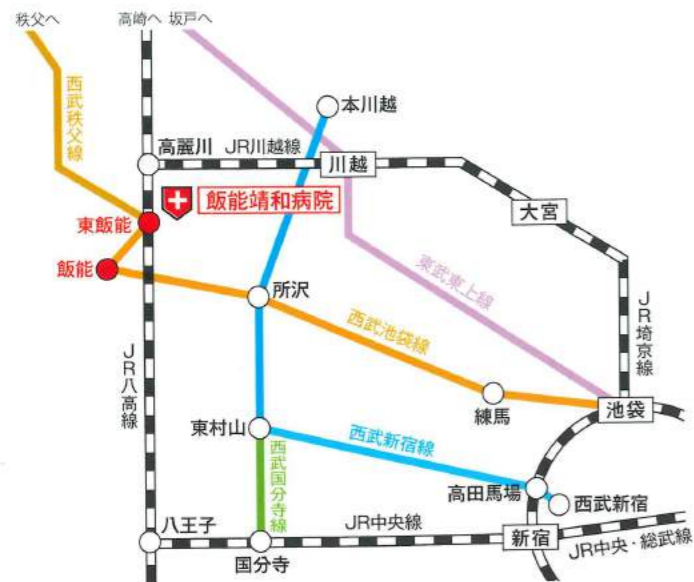 秩父へ
高崎へ
坂戸へ
西武秩父線
本川越
高麗川
JR川越線
川越
飯能靖和病院
東飯能
大宮
飯能
所沢
東武東上線
西武池袋線
JR埼京線
JR八高線
練馬
池袋
東村山
西武新宿線
西武国分寺線
高田馬場
西武新宿
八王子
JR中央線
新宿
国分寺
JR中央・総武線